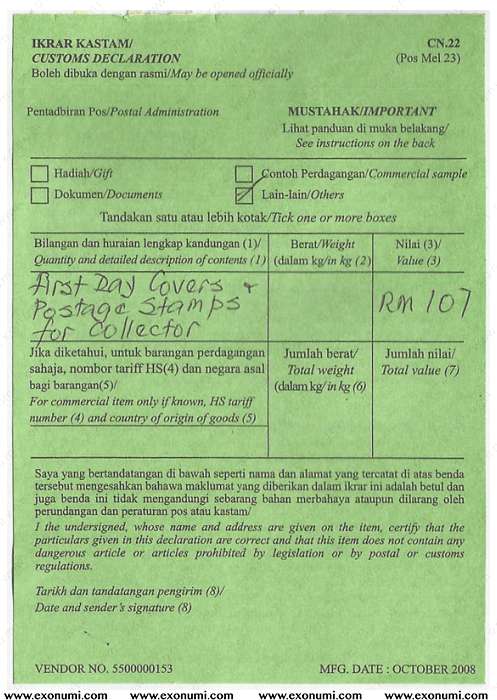 IKRAR KASTAM/
CUSTOMS DECLARATION
Boleh dibuka dengan rasmi/May be opened officially
CN.22
(Pos Mel 23)
Pentadbiran Pos/Postal Administration
MUSTAHAK/IMPORTANT
Lihat panduan di muka belakang/
See instructions on the back
Hadiah/Gift
Contoh Perdagangan/Commercial sample
Dokumen/Documents
Lain-lain/Others
Tandakan satu atau lebih kotak/Tick one or more boxes
Bilangan dan huraian lengkap kandungan (1)/
Quantity and detailed description of contents (1)
Berat/Weight
(dalam kg/in kg (2)
Nilai (3)/
Value (3)
First Day Covers &
Postage Stamps
for Collector
RM 107
Jika diketahui, untuk barangan perdagangan
sahaja, nombor tariff HS(4) dan negara asal
bagi barangan(5)/
For commercial item only if known, HS tariff
number (4) and country of origin of goods (5)
Jumlah berat/
Total weight
(dalam kg/in kg (6)
Jumlah nilai/
Total value (7)
Saya yang bertandatangan di bawah seperti nama dan alamat yang tercatat di atas benda
tersebut mengesahkan bahawa maklumat yang diberikan dalam ikrar ini adalah betul dan
juga benda ini tidak mengandungi sebarang bahan merbahaya ataupun dilarang oleh
perundangan dan peraturan pos atau kastam/
I the undersigned, whose name and address are given on the item, certify that the
particulars given in this declaration are correct and that this item does not contain any
dangerous article or articles prohibited by legislation or by postal or customs
regulations.
Tarikh dan tandatangan pengirim (8)/
Date and sender's signature (8)
VENDOR NO. 5500000153
MFG. DATE : OCTOBER 2008
www.exonumi.com www.exonumi.com www.exonumi.com www.exonumi.com